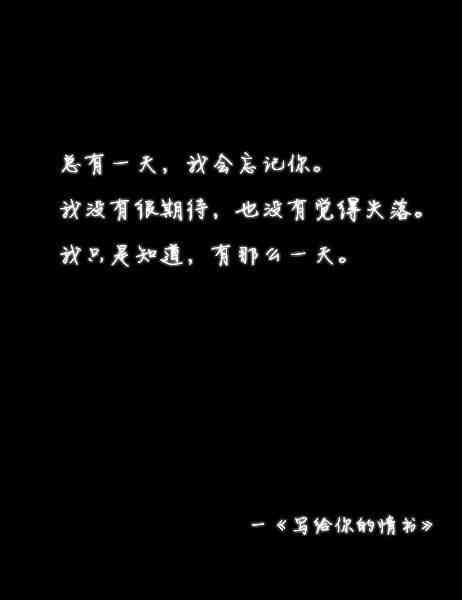 总有一天，我会忘记你。
我没有很期待，也没有觉得失落。
我只是知道，有那么一天。
—《写给你的情书》